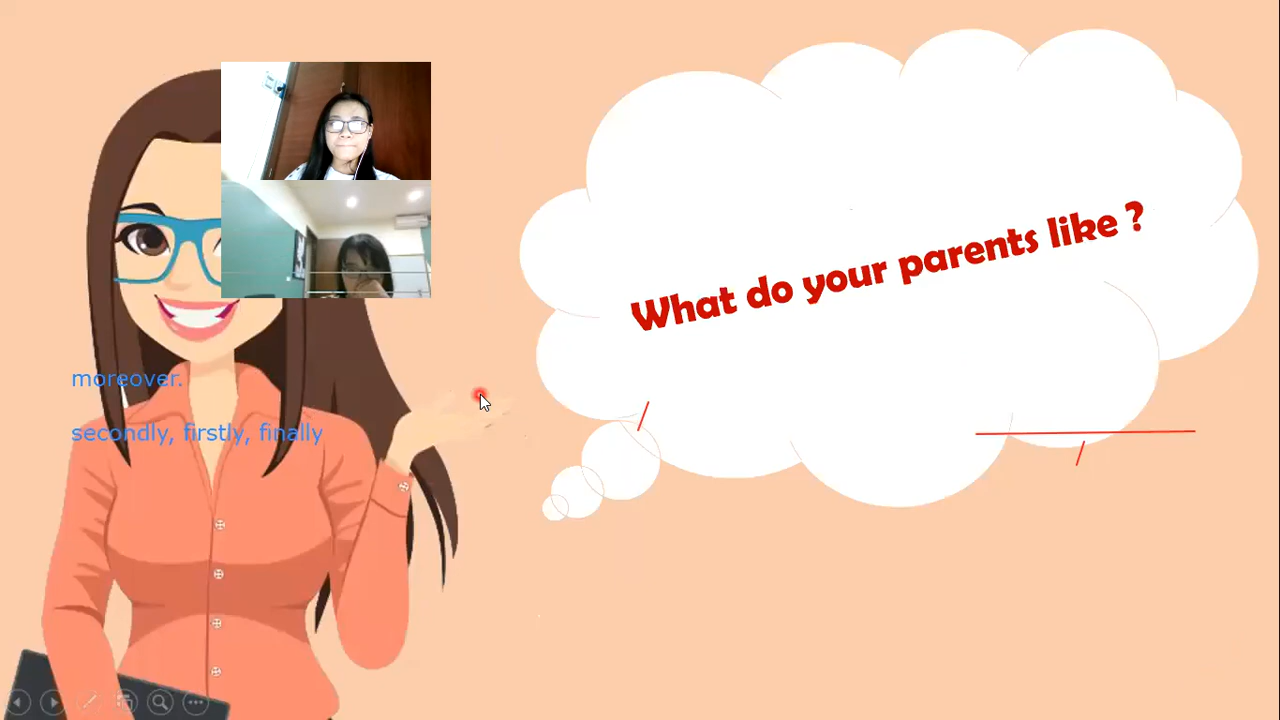 What do your parents like ?
moreover.
secondly, firstly, finally